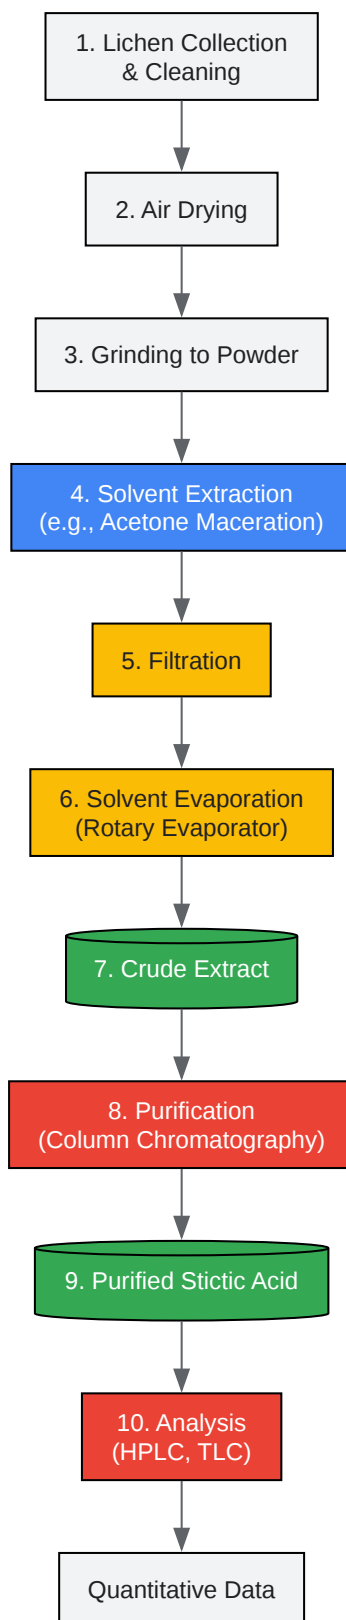 1. Lichen Collection
& Cleaning
2. Air Drying
3. Grinding to Powder
4. Solvent Extraction
(e.g., Acetone Maceration)
5. Filtration
6. Solvent Evaporation
(Rotary Evaporator)
7. Crude Extract
8. Purification
(Column Chromatography)
9. Purified Stictic Acid
10. Analysis
(HPLC, TLC)
Quantitative Data